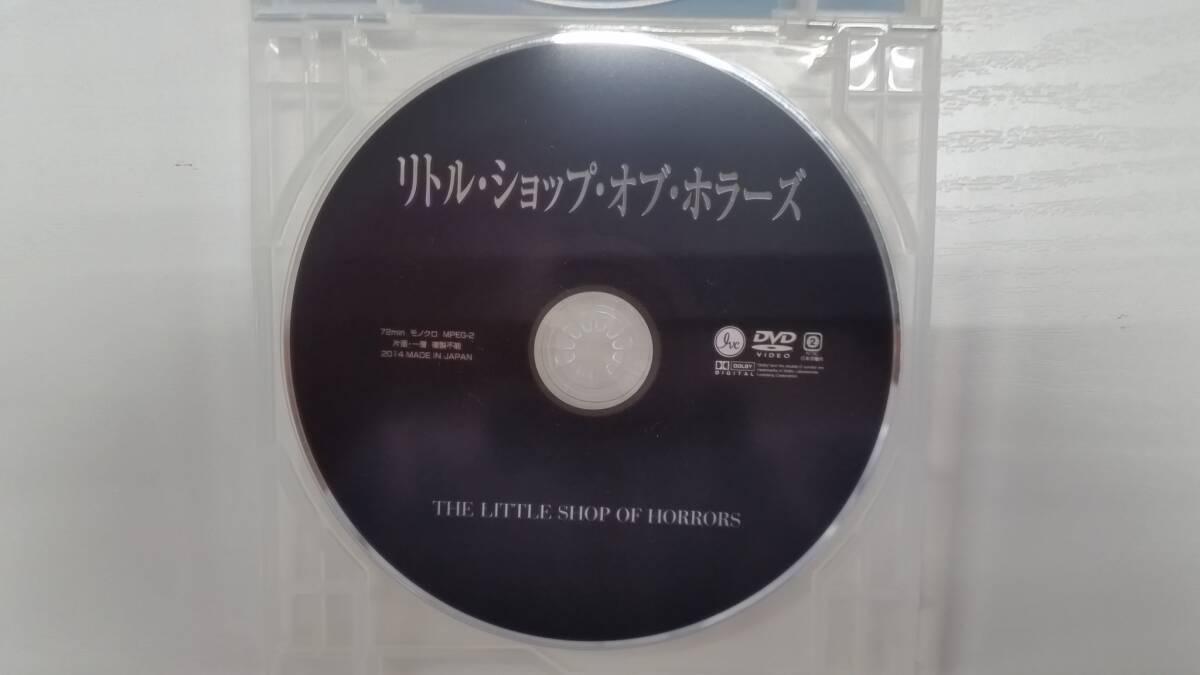 リトル・ショップ・オブ・ホラーズ
72min モノクロ MPEG-2
片面・一層 複製不能
2014 MADE IN JAPAN
IVC
DVD
VIDEO
2
DOLBY
DIGITAL
THE LITTLE SHOP OF HORRORS